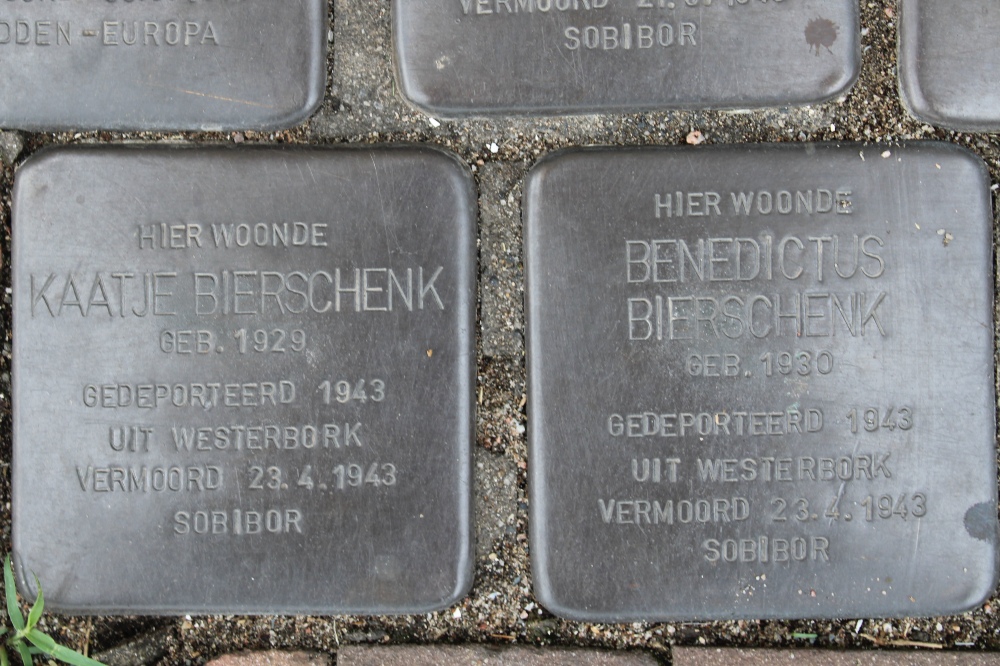 DDEN-EUROPA
SOBIBOR
HIER WOONDE
KAATJE BIERSCHENK
GEB. 1929
GEDEPORTEERD 1943
UIT WESTERBORK
VERMOORD 23.4.1943
SOBIBOR
HIER WOONDE
BENEDICTUS
BIERSCHENK
GEB. 1930
GEDEPORTEERD 1943
UIT WESTERBORK
VERMOORD 23.4.1943
SOBIBOR